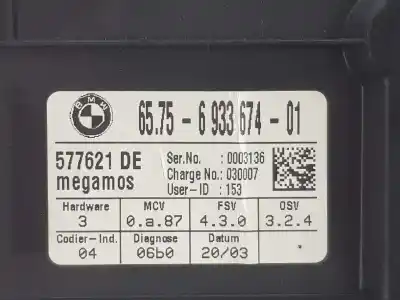 BMW
65.75 - 6 933 674 - 01
577621 DE
megamos
Ser.No. : 0003136
Charge No.: 030007
User-ID : 153
Hardware MCV FSV OSV
3 0.a.87 4.3.0 3.2.4
Codier-Ind. Diagnose Datum
04 06b0 20/03